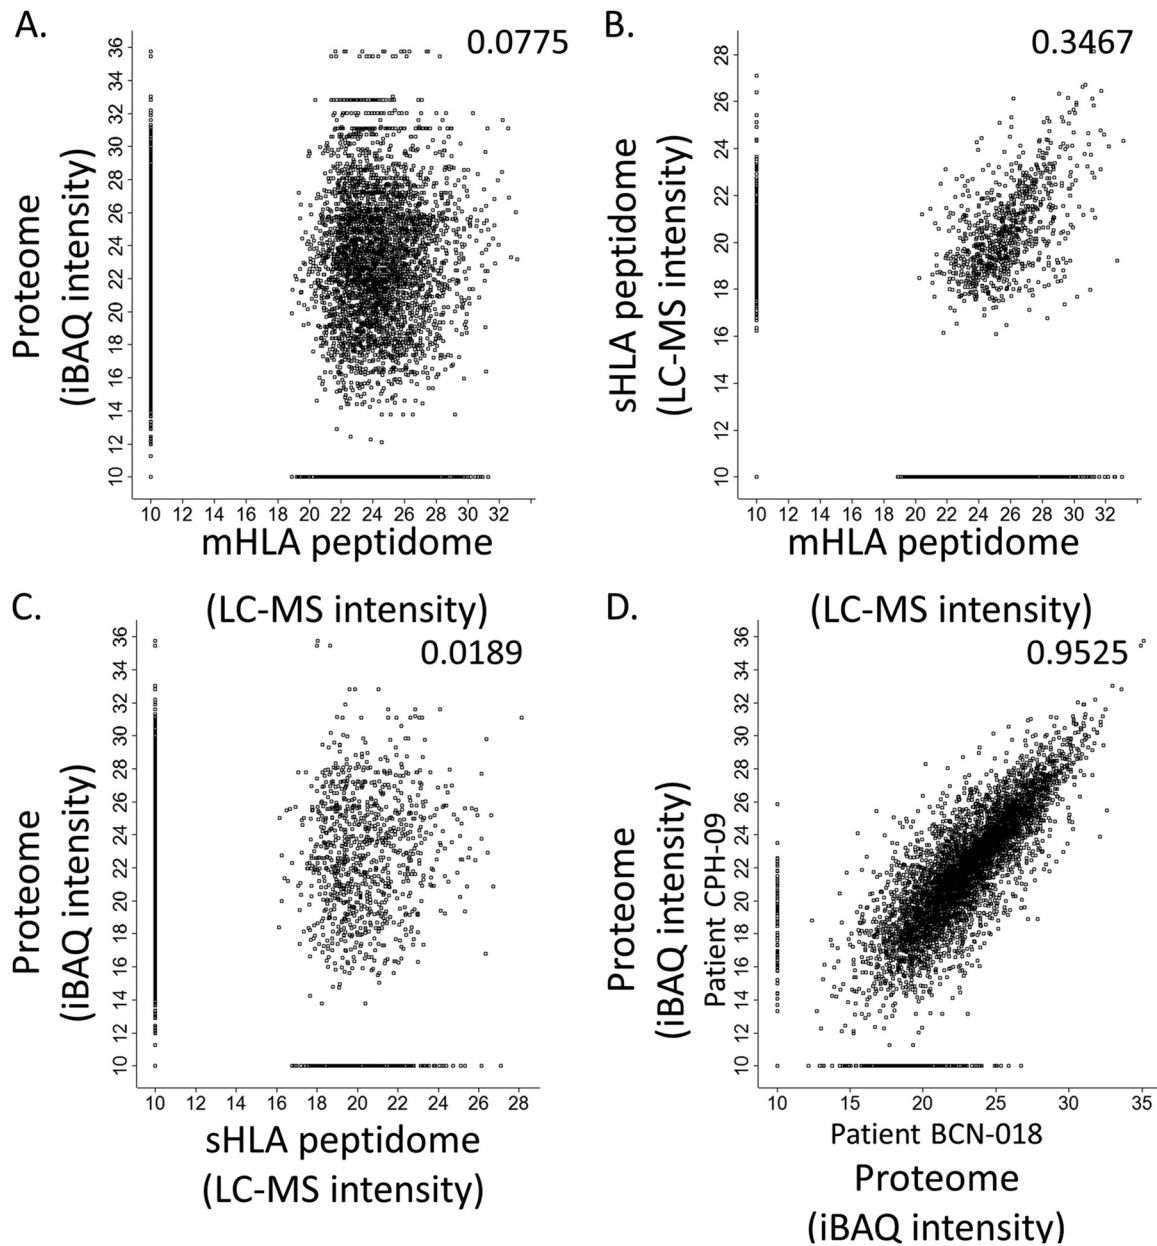 A.
0.0775
Proteome
(iBAQ intensity)
36
34
32
30
28
26
24
22
20
18
16
14
12
10
10 12 14 16 18 20 22 24 26 28 30 32
mHLA peptidome
(LC-MS intensity)
B.
0.3467
sHLA peptidome
(LC-MS intensity)
28
26
24
22
20
18
16
14
12
10
10 12 14 16 18 20 22 24 26 28 30 32
mHLA peptidome
(LC-MS intensity)
C.
0.0189
Proteome
(iBAQ intensity)
36
34
32
30
28
26
24
22
20
18
16
14
12
10
10 12 14 16 18 20 22 24 26 28
sHLA peptidome
(LC-MS intensity)
D.
0.9525
Proteome
(iBAQ intensity)
Patient CPH-09
36
34
32
30
28
26
24
22
20
18
16
14
12
10
10 15 20 25 30 35
Patient BCN-018
Proteome
(iBAQ intensity)